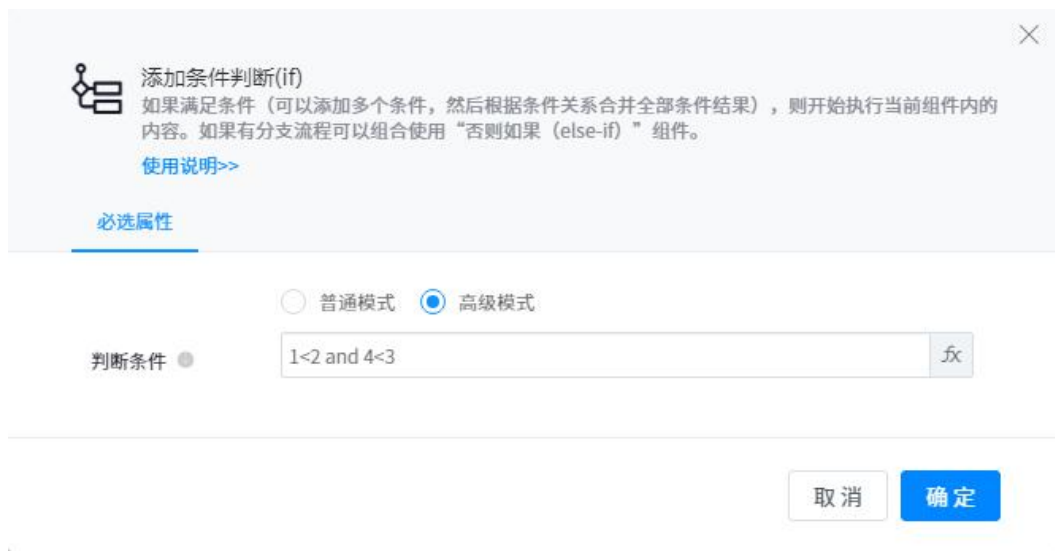 添加条件判断(if)
如果满足条件（可以添加多个条件，然后根据条件关系合并全部条件结果），则开始执行当前组件内的
内容。如果有分支流程可以组合使用“否则如果（else-if）”组件。
使用说明>>
必选属性
普通模式 高级模式
判断条件 1<2 and 4<3 fx
取消 确定